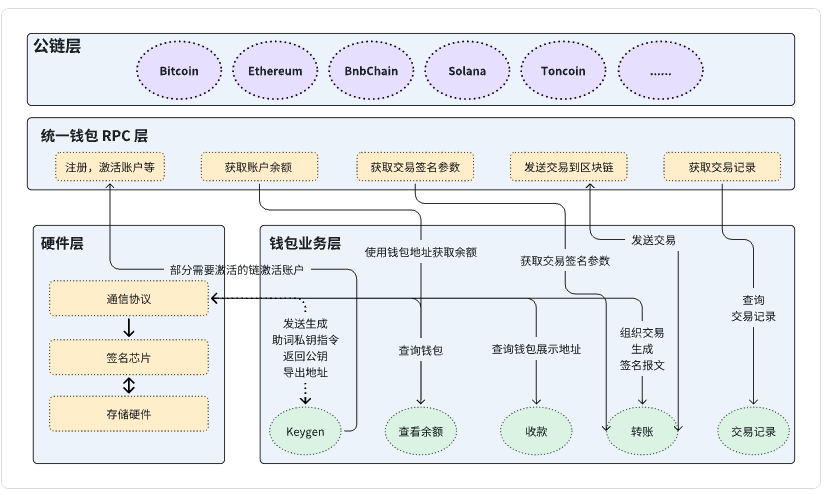 公链层
Bitcoin
Ethereum
BnbChain
Solana
Toncoin
......
统一钱包 RPC 层
注册，激活账户等
获取账户余额
获取交易签名参数
发送交易到区块链
获取交易记录
硬件层
钱包业务层
使用钱包地址获取余额
获取交易签名参数
发送交易
部分需要激活的链激活账户
通信协议
签名芯片
存储硬件
发送生成
助词私钥指令
返回公钥
导出地址
查询钱包
查询钱包展示地址
组织交易
生成
签名报文
查询
交易记录
Keygen
查看余额
收款
转账
交易记录